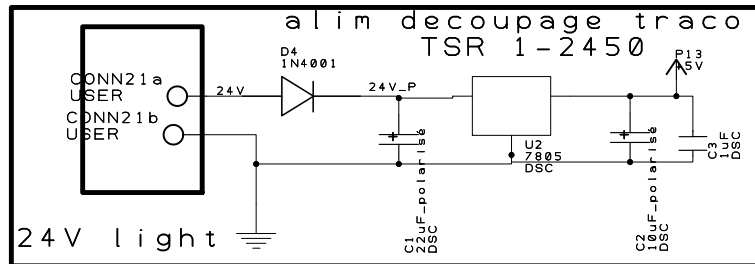 alim decoupage traco
TSR 1-2450
D4
1N4001
P13
+5V
CONN21a
USER
24V
24V_P
CONN21b
USER
U2
7805
DSC
C1
22uF_polarisé
DSC
C2
10uF_polarisé
DSC
C3
1uF
DSC
24V light